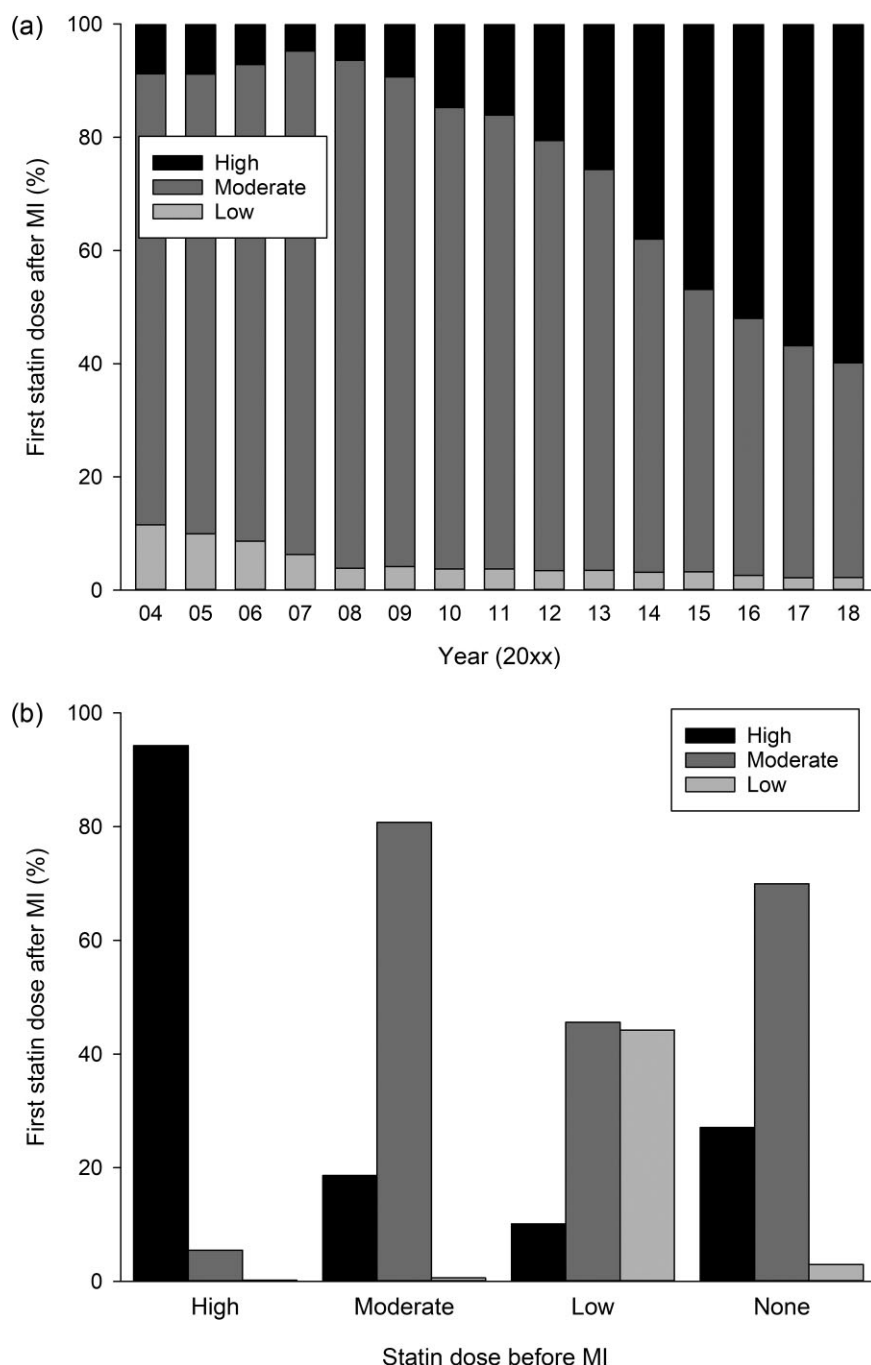 (a)
First statin dose after MI (%)
100
80
60
40
20
0
High
Moderate
Low
04 05 06 07 08 09 10 11 12 13 14 15 16 17 18
Year (20xx)
(b)
First statin dose after MI (%)
100
80
60
40
20
0
High
Moderate
Low
High Moderate Low None
Statin dose before MI